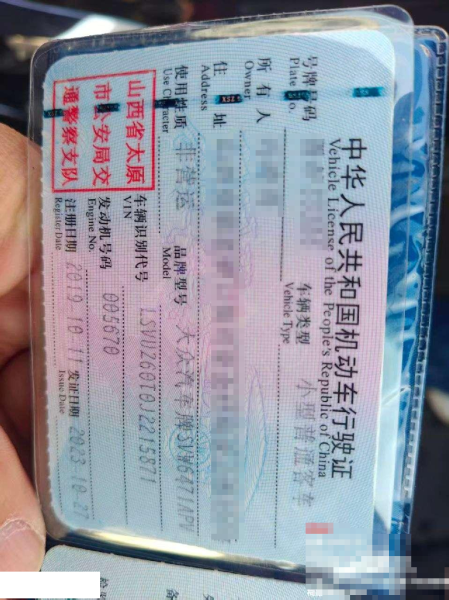 中华人民共和国机动车行驶证
Vehicle License of the People's Republic of China
号牌号码
Plate No.
车辆类型 小型普通客车
Vehicle Type
所有人
Owner
住址
Address
使用性质 非营运 品牌型号 大众汽车牌SVW6471APV
Use Character Model
山西省太原
市公安局交
通警察支队
车辆识别代号 LSVUZ60T0J2215871
VIN
发动机号码 005670
Engine No.
注册日期 2019-10-11 发证日期 2023-10-27
Register Date Issue Date